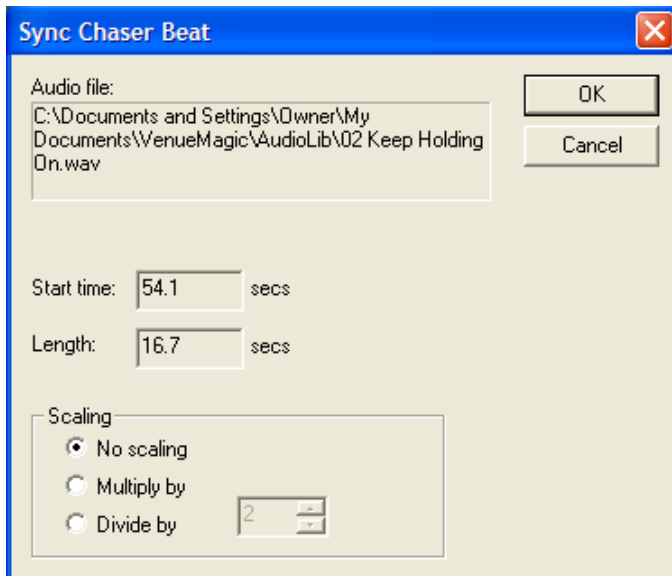 Sync Chaser Beat
Audio file:
C:\Documents and Settings\Owner\My
Documents\VenueMagic\AudioLib\02 Keep Holding
On.wav
OK
Cancel
Start time: 54.1 secs
Length: 16.7 secs
Scaling
No scaling
Multiply by
Divide by 2